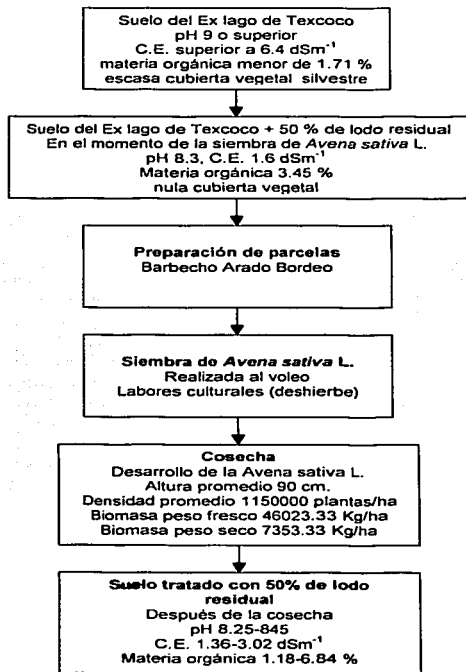 Suelo del Ex lago de Texcoco
pH 9 o superior
C.E. superior a 6.4 dSm⁻¹
materia orgánica menor de 1.71 %
escasa cubierta vegetal silvestre
Suelo del Ex lago de Texcoco + 50 % de lodo residual
En el momento de la siembra de Avena sativa L.
pH 8.3, C.E. 1.6 dSm⁻¹
Materia orgánica 3.45 %
nula cubierta vegetal
Preparación de parcelas
Barbecho Arado Bordeo
Siembra de Avena sativa L.
Realizada al voleo
Labores culturales (deshierbe)
Cosecha
Desarrollo de la Avena sativa L.
Altura promedio 90 cm.
Densidad promedio 1150000 plantas/ha
Biomasa peso fresco 46023.33 Kg/ha
Biomasa peso seco 7353.33 Kg/ha
Suelo tratado con 50% de lodo
residual
Después de la cosecha
pH 8.25-845
C.E. 1.36-3.02 dSm⁻¹
Materia orgánica 1.18-6.84 %